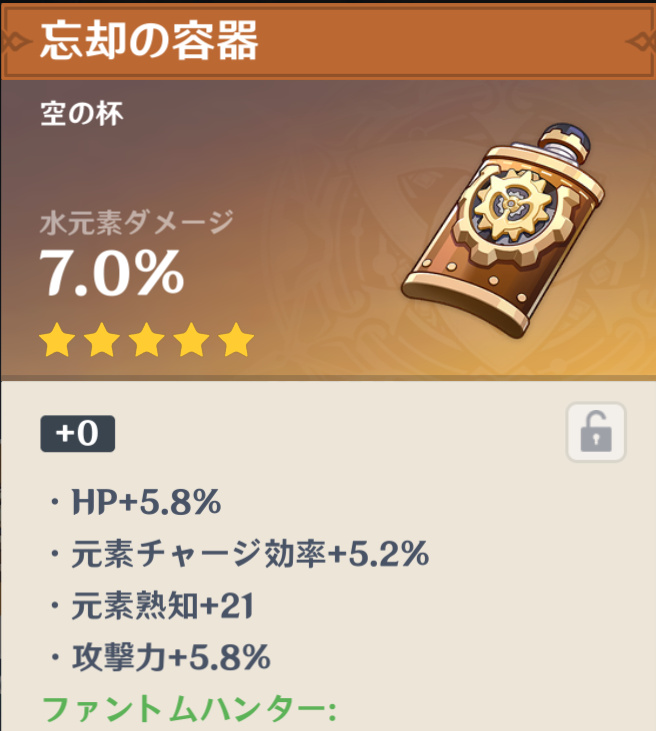 忘却の容器
空の杯
水元素ダメージ
7.0%
+0
・HP+5.8%
・元素チャージ効率+5.2%
・元素熟知+21
・攻撃力+5.8%
ファントムハンター: